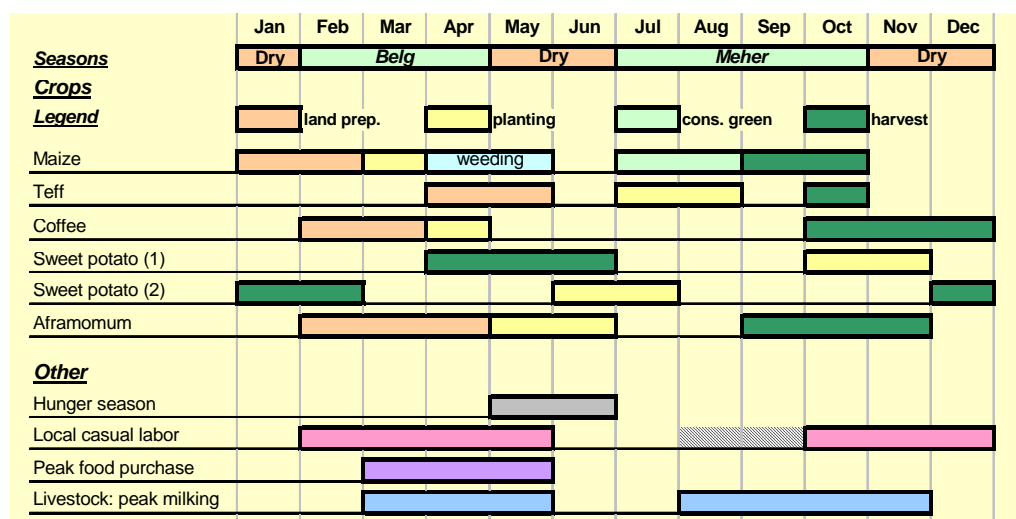 Jan Feb Mar Apr May Jun Jul Aug Sep Oct Nov Dec
Seasons Dry Belg Dry Meher Dry
Crops
Legend land prep. planting cons. green harvest
Maize weeding
Teff
Coffee
Sweet potato (1)
Sweet potato (2)
Aframomum
Other
Hunger season
Local casual labor
Peak food purchase
Livestock: peak milking